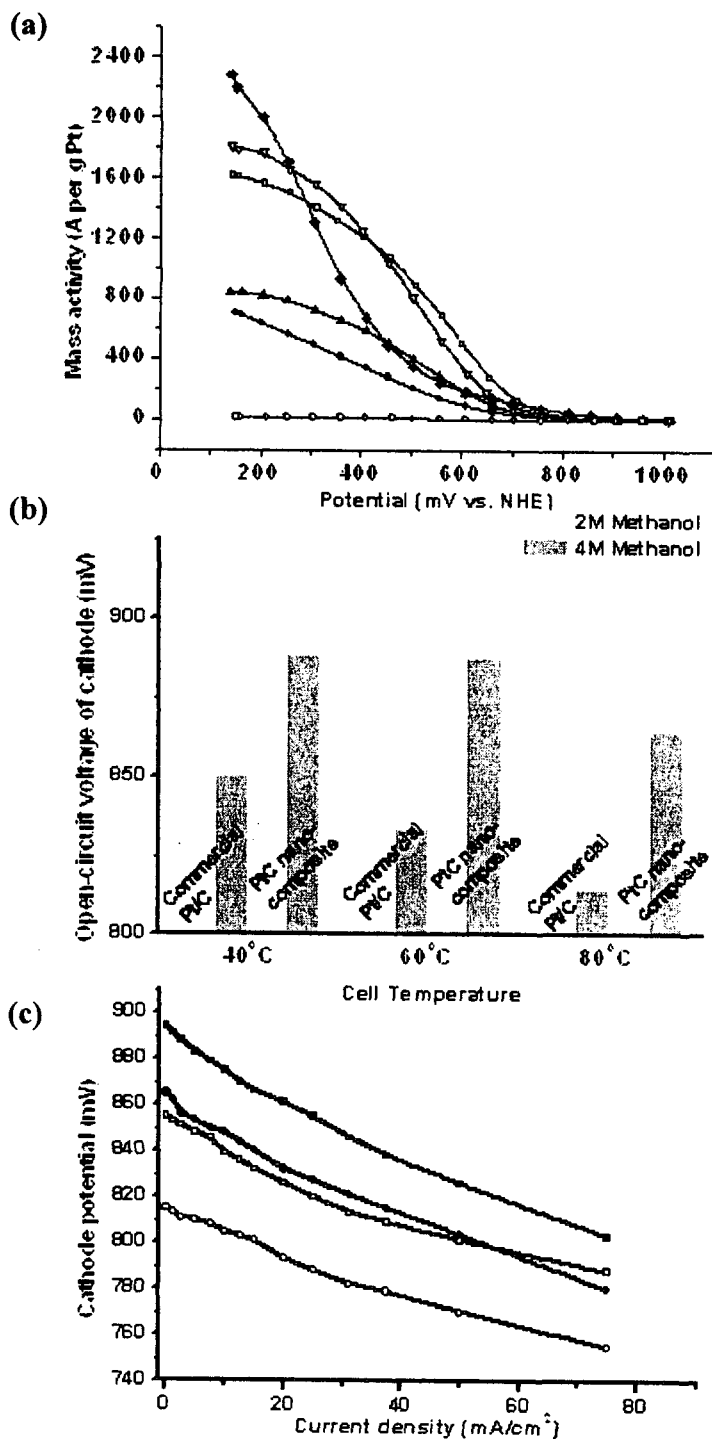 (a)
Mass activity (A per g Pt)
2400
2000
1600
1200
800
400
0
0
200
400
600
800
1000
Potential (mV vs. NHE)
(b)
2M Methanol
4M Methanol
Open-circuit voltage of cathode (mV)
900
850
800
Commercial
Pt/C
Pt/C nano-
composite
Commercial
Pt/C
Pt/C nano-
composite
Commercial
Pt/C
Pt/C nano-
composite
40°C
60°C
80°C
Cell Temperature
(c)
Cathode potential (mV)
900
880
860
840
820
800
780
760
740
0
20
40
60
80
Current density (mA/cm²)